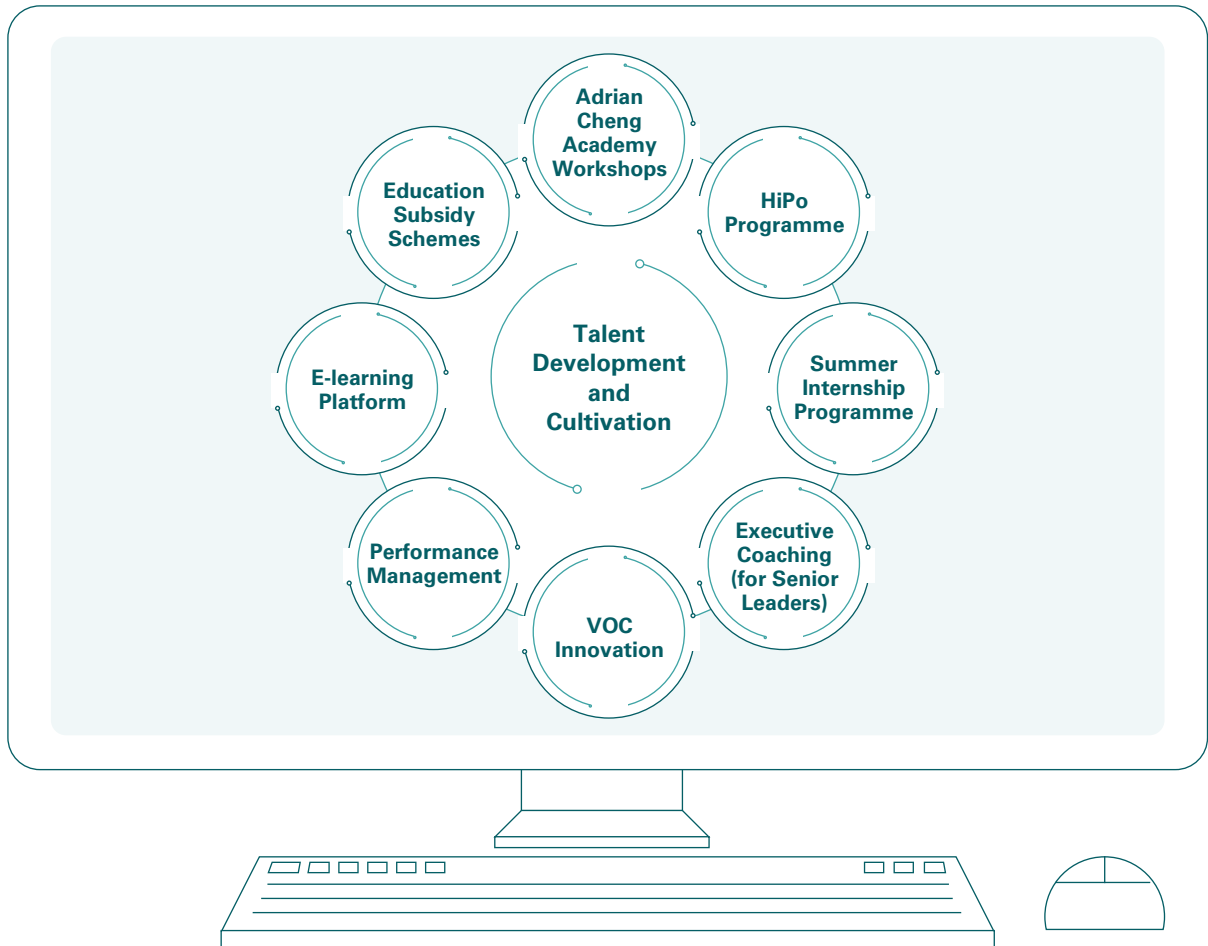 Adrian
Cheng
Academy
Workshops
HiPo
Programme
Summer
Internship
Programme
Executive
Coaching
(for Senior
Leaders)
VOC
Innovation
Performance
Management
E-learning
Platform
Education
Subsidy
Schemes
Talent
Development
and
Cultivation